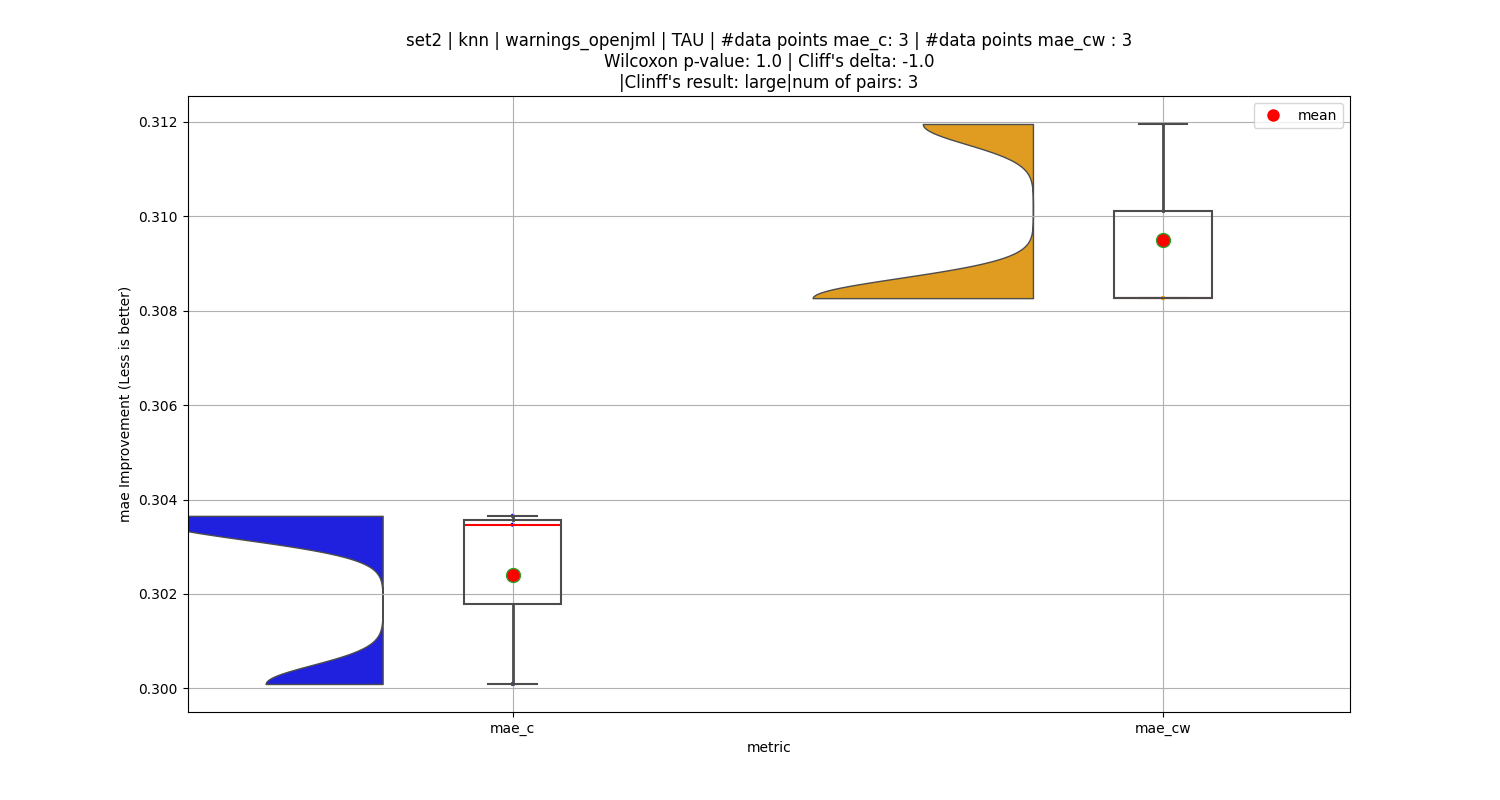 set2 | knn | warnings_openjml | TAU | #data points mae_c: 3 | #data points mae_cw : 3
Wilcoxon p-value: 1.0 | Cliff's delta: -1.0
|Clinff's result: large|num of pairs: 3
mean
0.312
0.310
0.308
0.306
0.304
0.302
0.300
mae Improvement (Less is better)
mae_c
mae_cw
metric